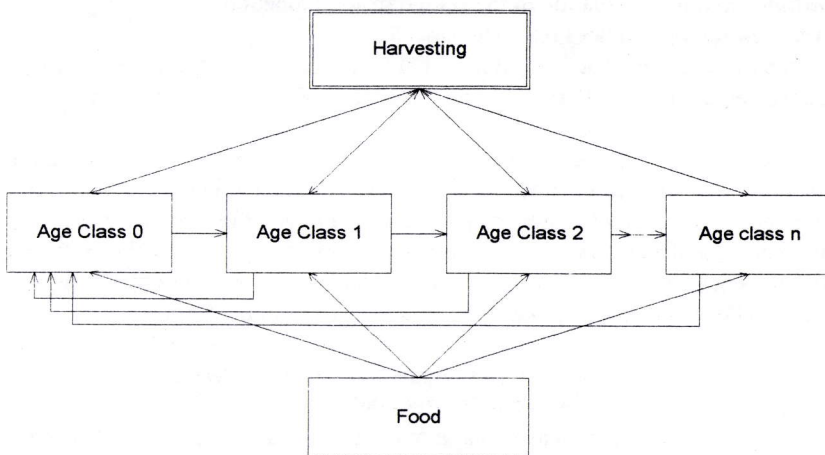 Harvesting
Age Class 0
Age Class 1
Age Class 2
Age class n
Food